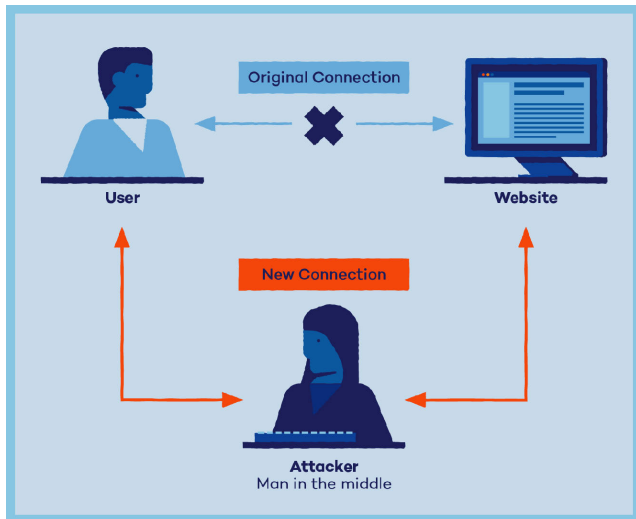 Original Connection
User
Website
New Connection
Attacker
Man in the middle